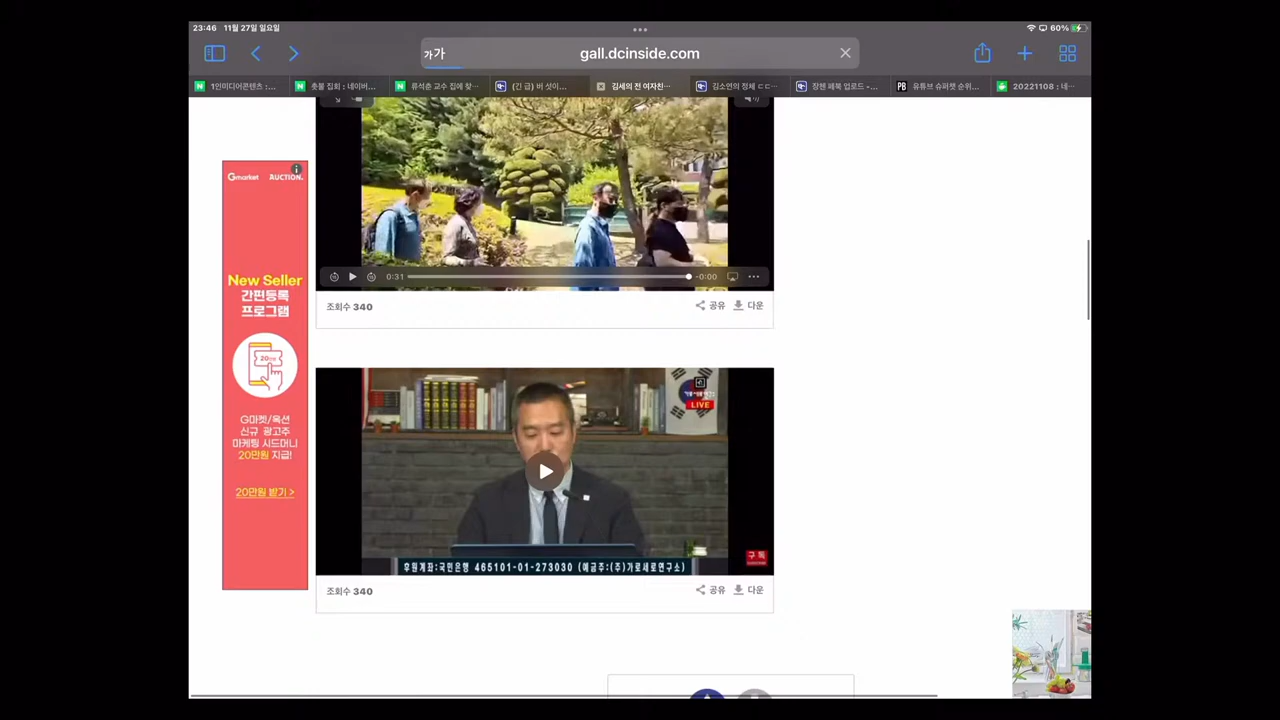 23:46 11월 27일 일요일
60%
가가
gall.dcinside.com
1인미디어콘텐츠 :...
촛불 집회 : 네이버...
류석춘 교수 집에 찾...
(긴 급) 버 섯이...
김세의 전 여자친...
김소연의 정체 ㄷㄷ...
장헨 페북 업로드 -...
PB 유튜브 슈퍼챗 순위...
20221108 : 네...
Gmarket AUCTION.
New Seller
간편등록
프로그램
20만원
G마켓/옥션
신규 광고주
마케팅 시드머니
20만원 지급!
20만원 받기 >
0:31
-0:00
조회수 340
공유
다운
LIVE
구독
후원계좌:국민은행 465101-01-273030 (예금주:(주)가로세로연구소)
조회수 340
공유
다운